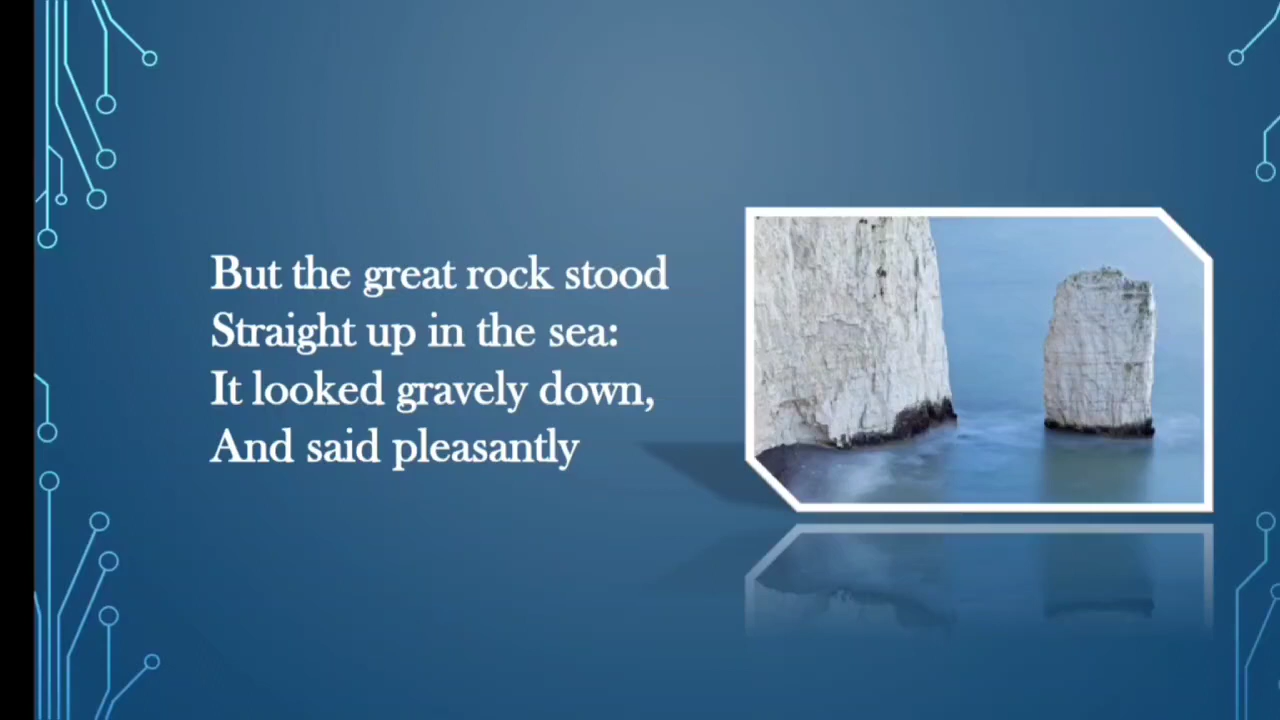 But the great rock stood
Straight up in the sea:
It looked gravely down,
And said pleasantly